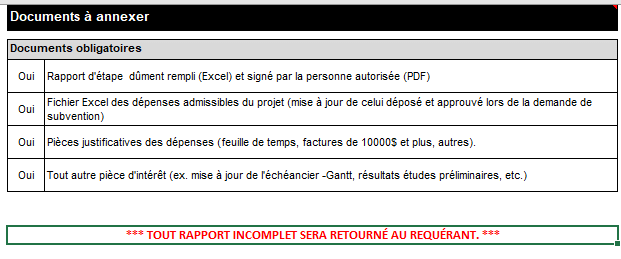 Documents à annexer
Documents obligatoires
Oui Rapport d'étape dûment rempli (Excel) et signé par la personne autorisée (PDF)
Oui Fichier Excel des dépenses admissibles du projet (mise à jour de celui déposé et approuvé lors de la demande de
subvention)
Oui Pièces justificatives des dépenses (feuille de temps, factures de 10000$ et plus, autres).
Oui Tout autre pièce d'intérêt (ex. mise à jour de l'échéancier -Gantt, résultats études préliminaires, etc.)
*** TOUT RAPPORT INCOMPLET SERA RETOURNÉ AU REQUÉRANT. ***